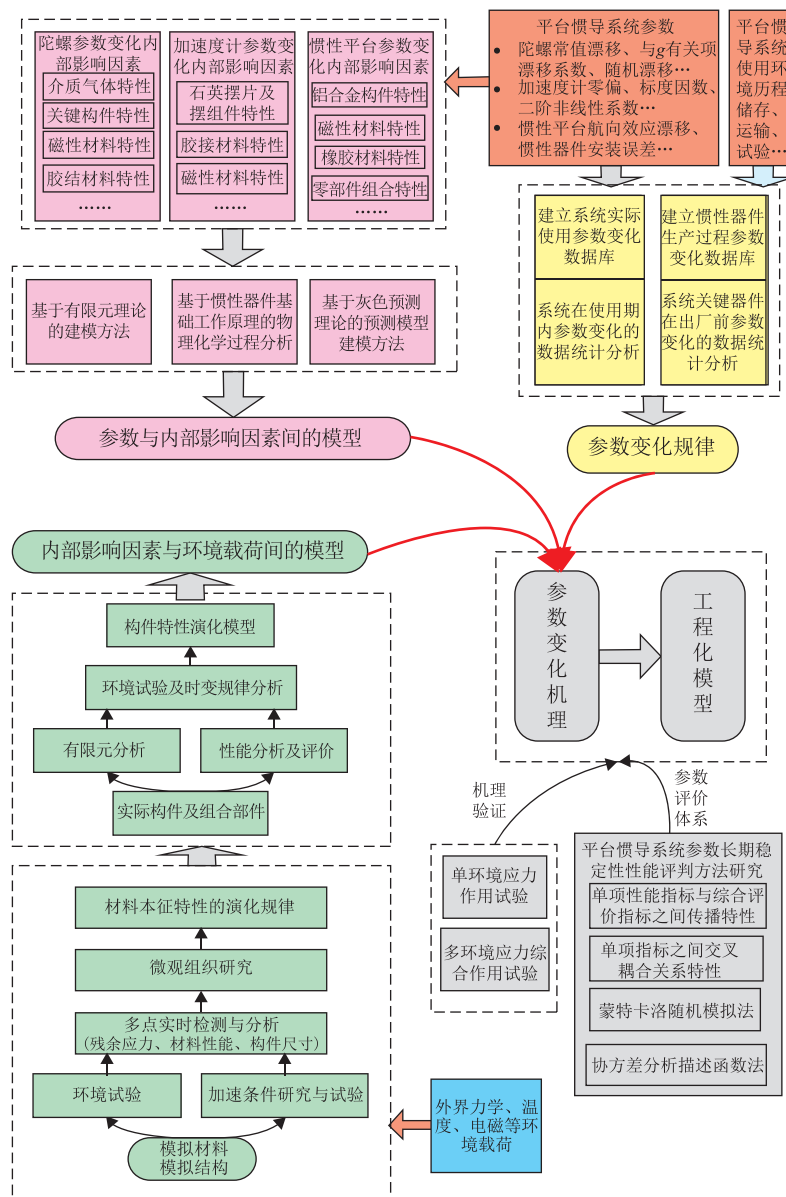 平台惯导系统参数
• 陀螺常值漂移、与g有关项
漂移系数、随机漂移…
• 加速度计零偏、标度因数、
二阶非线性系数…
• 惯性平台航向效应漂移、
惯性器件安装误差…
平台惯
导系统
使用环
境历程
储存、
运输、
试验…
陀螺参数变化内
部影响因素
介质气体特性
关键构件特性
磁性材料特性
胶结材料特性
……
加速度计参数变
化内部影响因素
石英摆片及
摆组件特性
胶接材料特性
磁性材料特性
……
惯性平台参数变
化内部影响因素
铝合金构件特性
磁性材料特性
橡胶材料特性
零部件组合特性
……
基于有限元理论
的建模方法
基于惯性器件基
础工作原理的物
理化学过程分析
基于灰色预测
理论的预测模型
建模方法
参数与内部影响因素间的模型
建立系统实际
使用参数变化
数据库
建立惯性器件
生产过程参数
变化数据库
系统在使用期
内参数变化的
数据统计分析
系统关键器件
在出厂前参数
变化的数据统
计分析
参数变化规律
内部影响因素与环境载荷间的模型
构件特性演化模型
环境试验及时变规律分析
有限元分析
性能分析及评价
实际构件及组合部件
材料本征特性的演化规律
微观组织研究
多点实时检测与分析
(残余应力、材料性能、构件尺寸)
环境试验
加速条件研究与试验
模拟材料
模拟结构
外界力学、温
度、电磁等环
境载荷
参数变化机理
工程化模型
机理
验证
参数
评价
体系
单环境应力
作用试验
多环境应力综
合作用试验
平台惯导系统参数长期稳
定性性能评判方法研究
单项性能指标与综合评
价指标之间传播特性
单项指标之间交叉
耦合关系特性
蒙特卡洛随机模拟法
协方差分析描述函数法